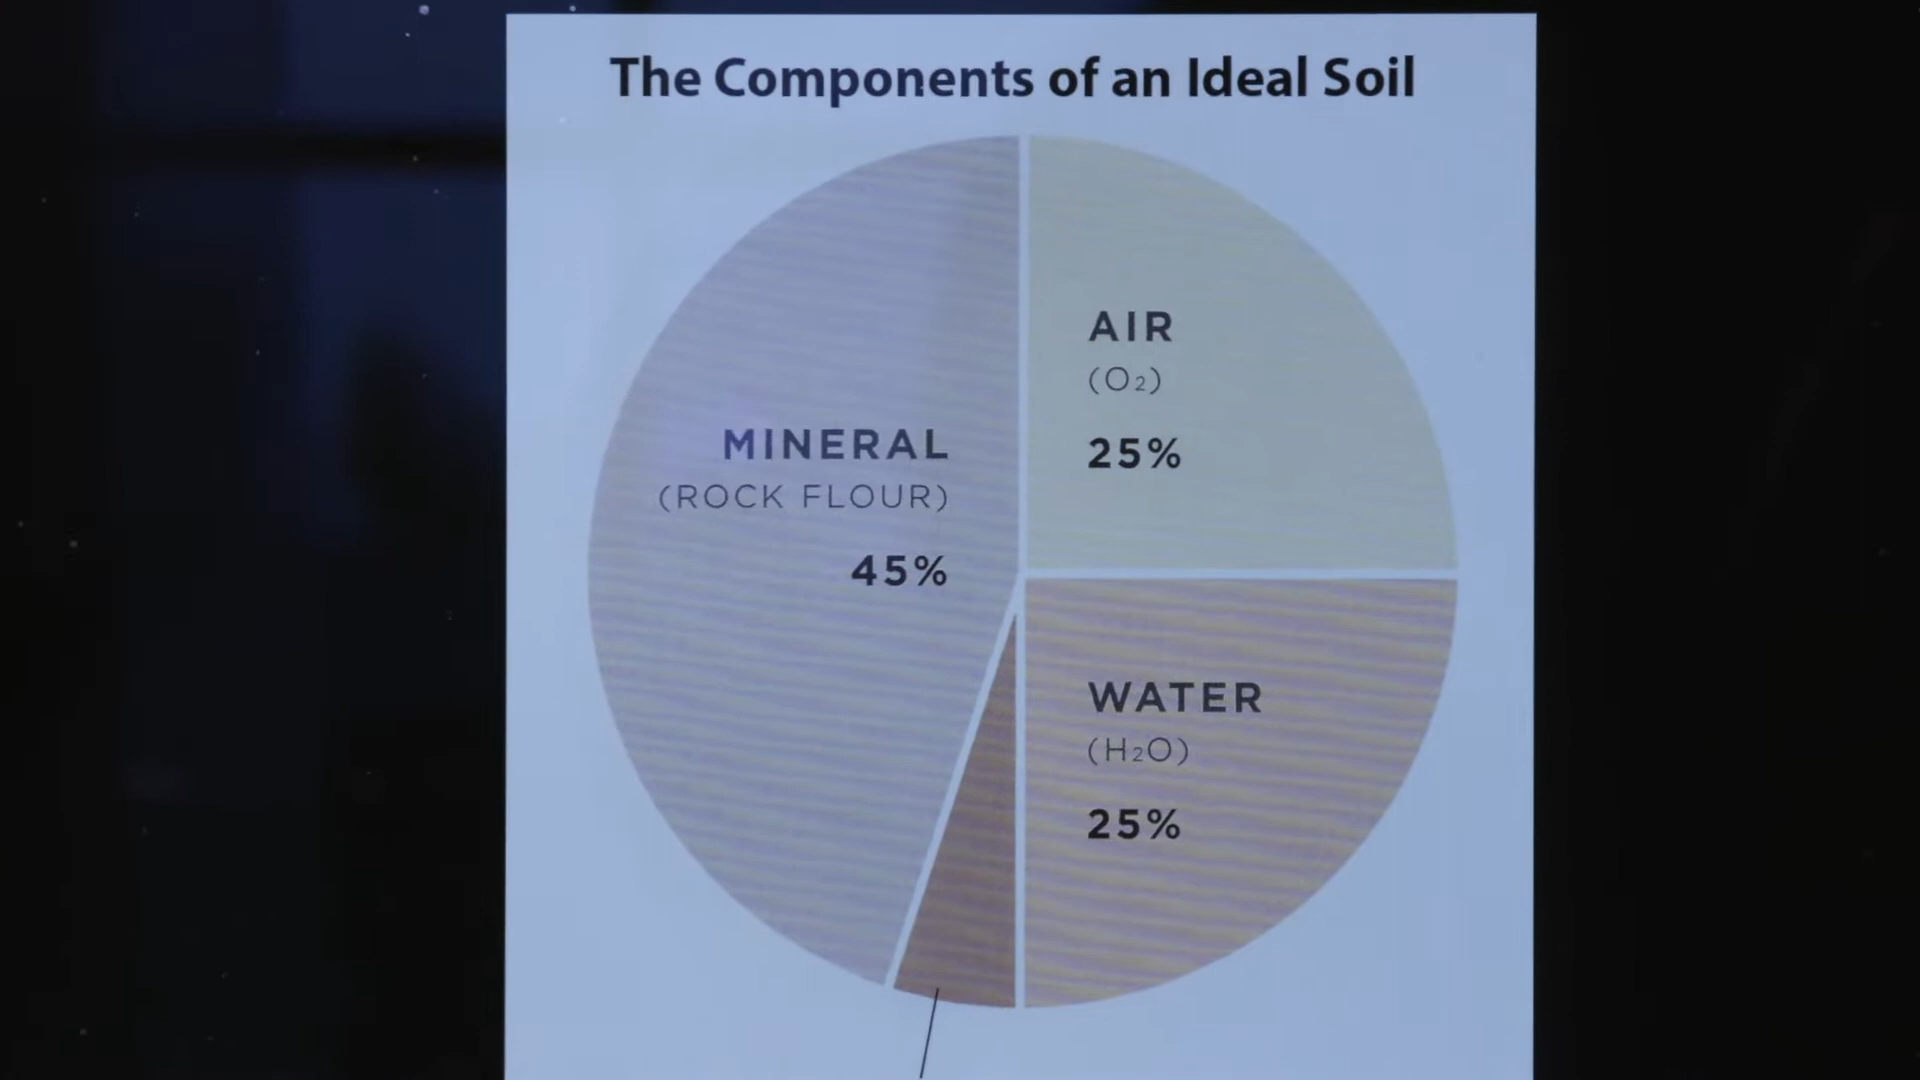 The Components of an Ideal Soil
AIR
(O₂)
25%
MINERAL
(ROCK FLOUR)
45%
WATER
(H₂O)
25%